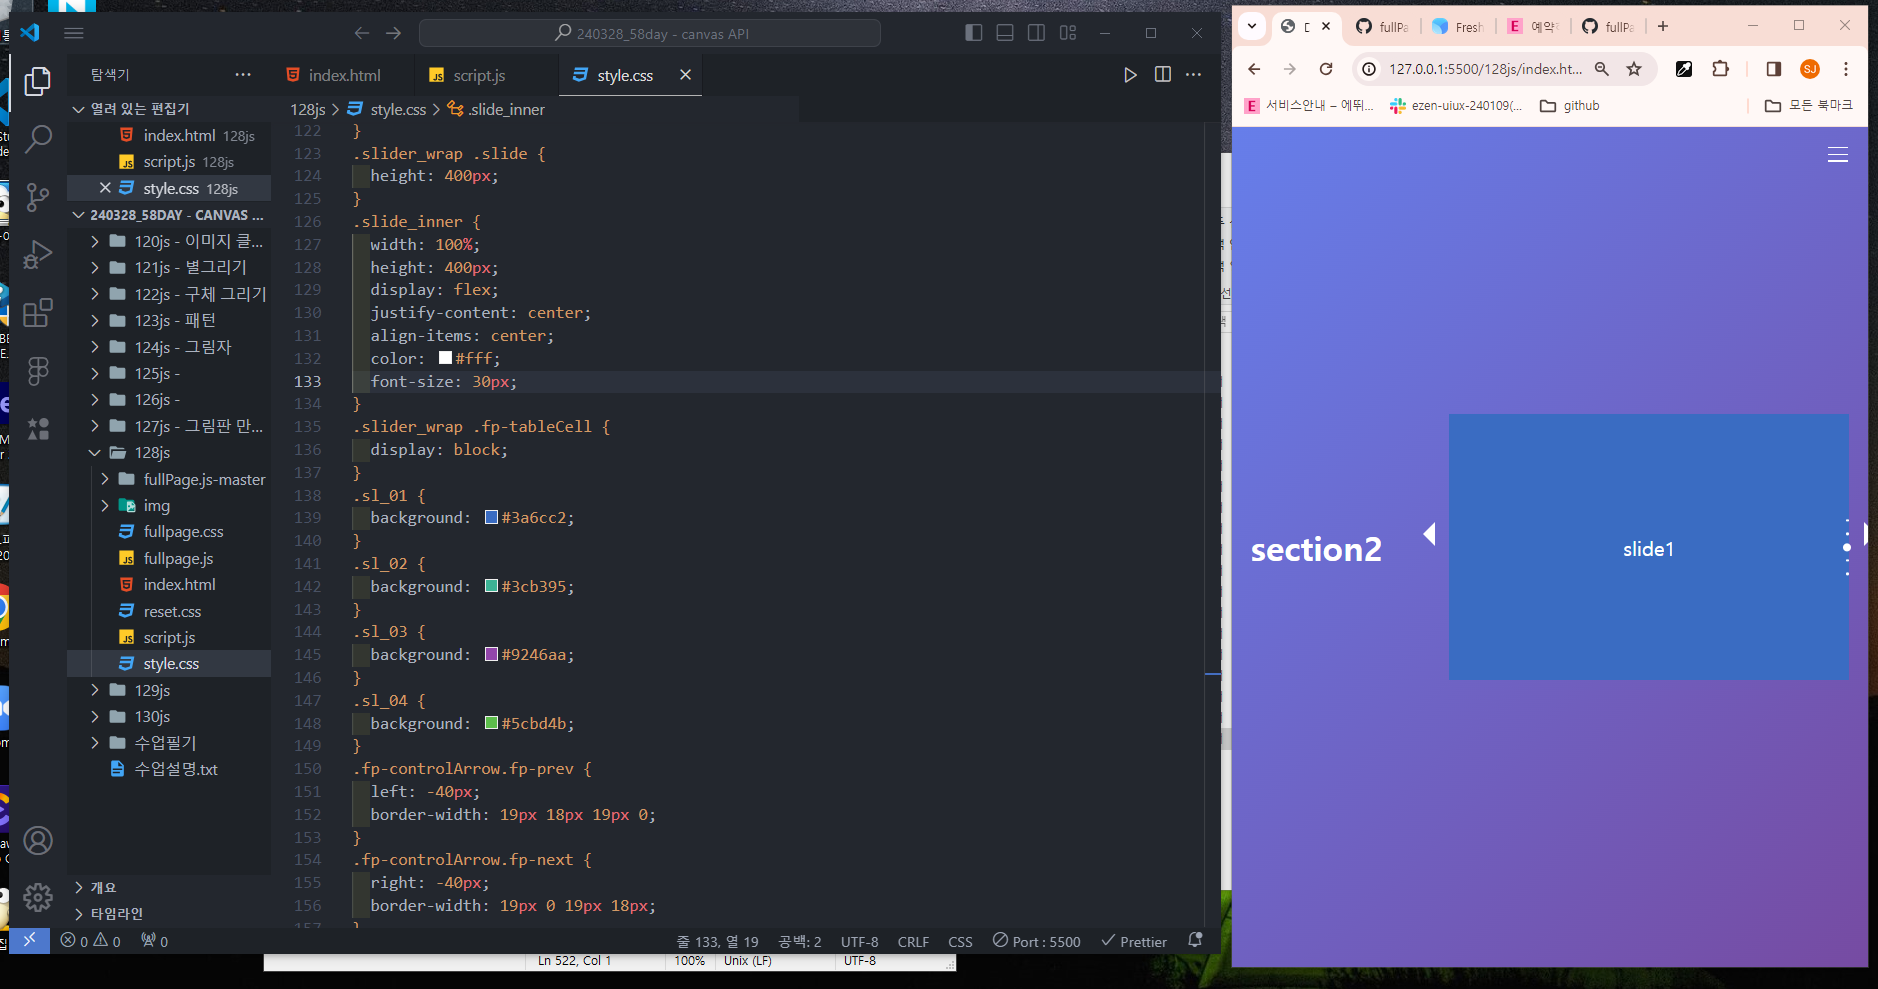 240328_58day - canvas API
탐색기
index.html
script.js
style.css
열려 있는 편집기
index.html 128js
script.js 128js
style.css 128js
240328_58DAY - CANVAS ...
120js - 이미지 클...
121js - 별그리기
122js - 구체 그리기
123js - 패턴
124js - 그림자
125js -
126js -
127js - 그림판 만...
128js
fullPage.js-master
img
fullpage.css
fullpage.js
index.html
reset.css
script.js
style.css
129js
130js
수업필기
수업설명.txt
개요
타임라인
128js > style.css > .slide_inner
122 }
123 .slider_wrap .slide {
124 height: 400px;
125 }
126 .slide_inner {
127 width: 100%;
128 height: 400px;
129 display: flex;
130 justify-content: center;
131 align-items: center;
132 color: #fff;
133 font-size: 30px;
134 }
135 .slider_wrap .fp-tableCell {
136 display: block;
137 }
138 .sl_01 {
139 background: #3a6cc2;
140 }
141 .sl_02 {
142 background: #3cb395;
143 }
144 .sl_03 {
145 background: #9246aa;
146 }
147 .sl_04 {
148 background: #5cbd4b;
149 }
150 .fp-controlArrow.fp-prev {
151 left: -40px;
152 border-width: 19px 18px 19px 0;
153 }
154 .fp-controlArrow.fp-next {
155 right: -40px;
156 border-width: 19px 0 19px 18px;
157 }
0 0 0
줄 133, 열 19 공백: 2 UTF-8 CRLF CSS Port : 5500 Prettier
Ln 522, Col 1 100% Unix (LF) UTF-8
fullPa Fresh E 예약 fullPa
127.0.0.1:5500/128js/index.ht... SJ
E 서비스안내 – 에뛰... ezen-uiux-240109(... github 모든 북마크
section2
slide1